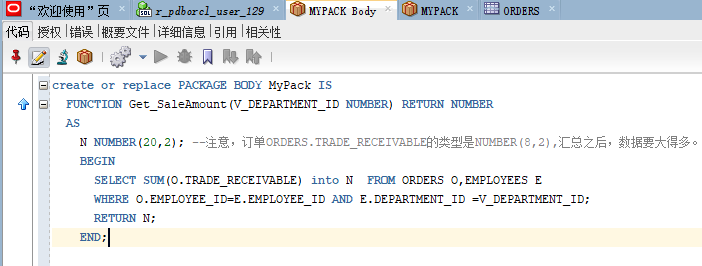 “欢迎使用”页 r_pdborcl_user_129 MYPACK Body MYPACK ORDERS
代码 授权 错误 概要文件 详细信息 引用 相关性
create or replace PACKAGE BODY MyPack IS
FUNCTION Get_SaleAmount(V_DEPARTMENT_ID NUMBER) RETURN NUMBER
AS
N NUMBER(20,2); --注意，订单ORDERS.TRADE_RECEIVABLE的类型是NUMBER(8,2),汇总之后，数据要大得多。
BEGIN
SELECT SUM(O.TRADE_RECEIVABLE) into N  FROM ORDERS O,EMPLOYEES E
WHERE O.EMPLOYEE_ID=E.EMPLOYEE_ID AND E.DEPARTMENT_ID =V_DEPARTMENT_ID;
RETURN N;
END;